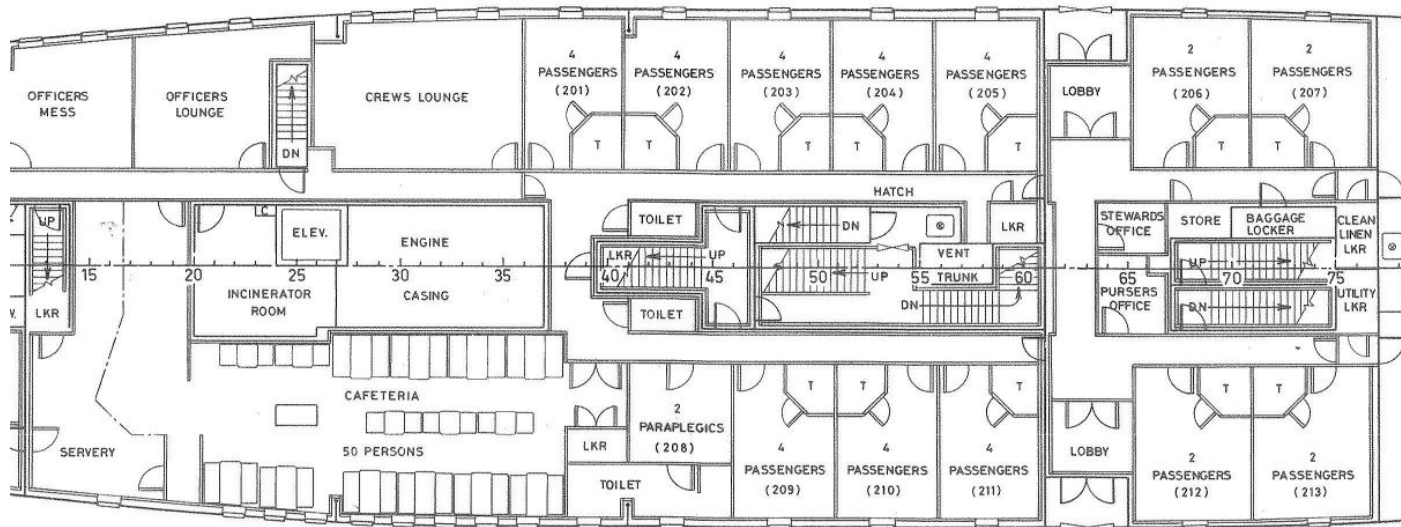 OFFICERS
MESS
OFFICERS
LOUNGE
DN
CREWS LOUNGE
4
PASSENGERS
(201)
T
4
PASSENGERS
(202)
T
4
PASSENGERS
(203)
T
4
PASSENGERS
(204)
T
4
PASSENGERS
(205)
T
LOBBY
2
PASSENGERS
(206)
T
2
PASSENGERS
(207)
T
HATCH
UP
C
ELEV.
ENGINE
CASING
INCINERATOR
ROOM
TOILET
LKR
UP
TOILET
DN
UP
DN
VENT
TRUNK
LKR
STEWARDS
OFFICE
STORE
BAGGAGE
LOCKER
CLEAN
LINEN
LKR
UP
DN
PURSERS
OFFICE
UTILITY
LKR
15
20
25
30
35
40
45
50
55
60
65
70
75
LKR
CAFETERIA
50 PERSONS
SERVERY
LKR
TOILET
2
PARAPLEGICS
(208)
T
4
PASSENGERS
(209)
T
4
PASSENGERS
(210)
T
4
PASSENGERS
(211)
LOBBY
T
2
PASSENGERS
(212)
T
2
PASSENGERS
(213)